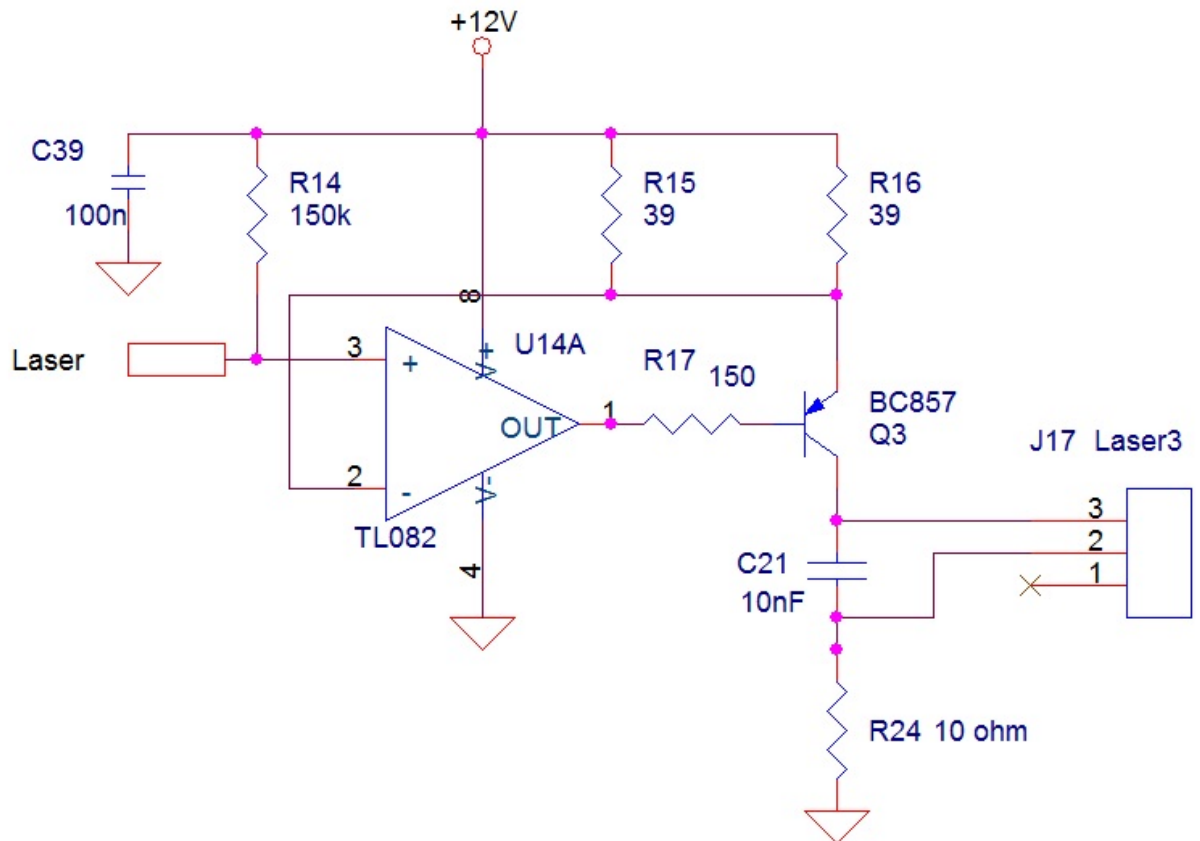 +12V
C39
100n
R14
150k
R15
39
R16
39
8
Laser
3
+
V+
U14A
R17
150
1
OUT
BC857
Q3
J17 Laser3
2
-
V-
TL082
4
3
2
1
C21
10nF
R24 10 ohm